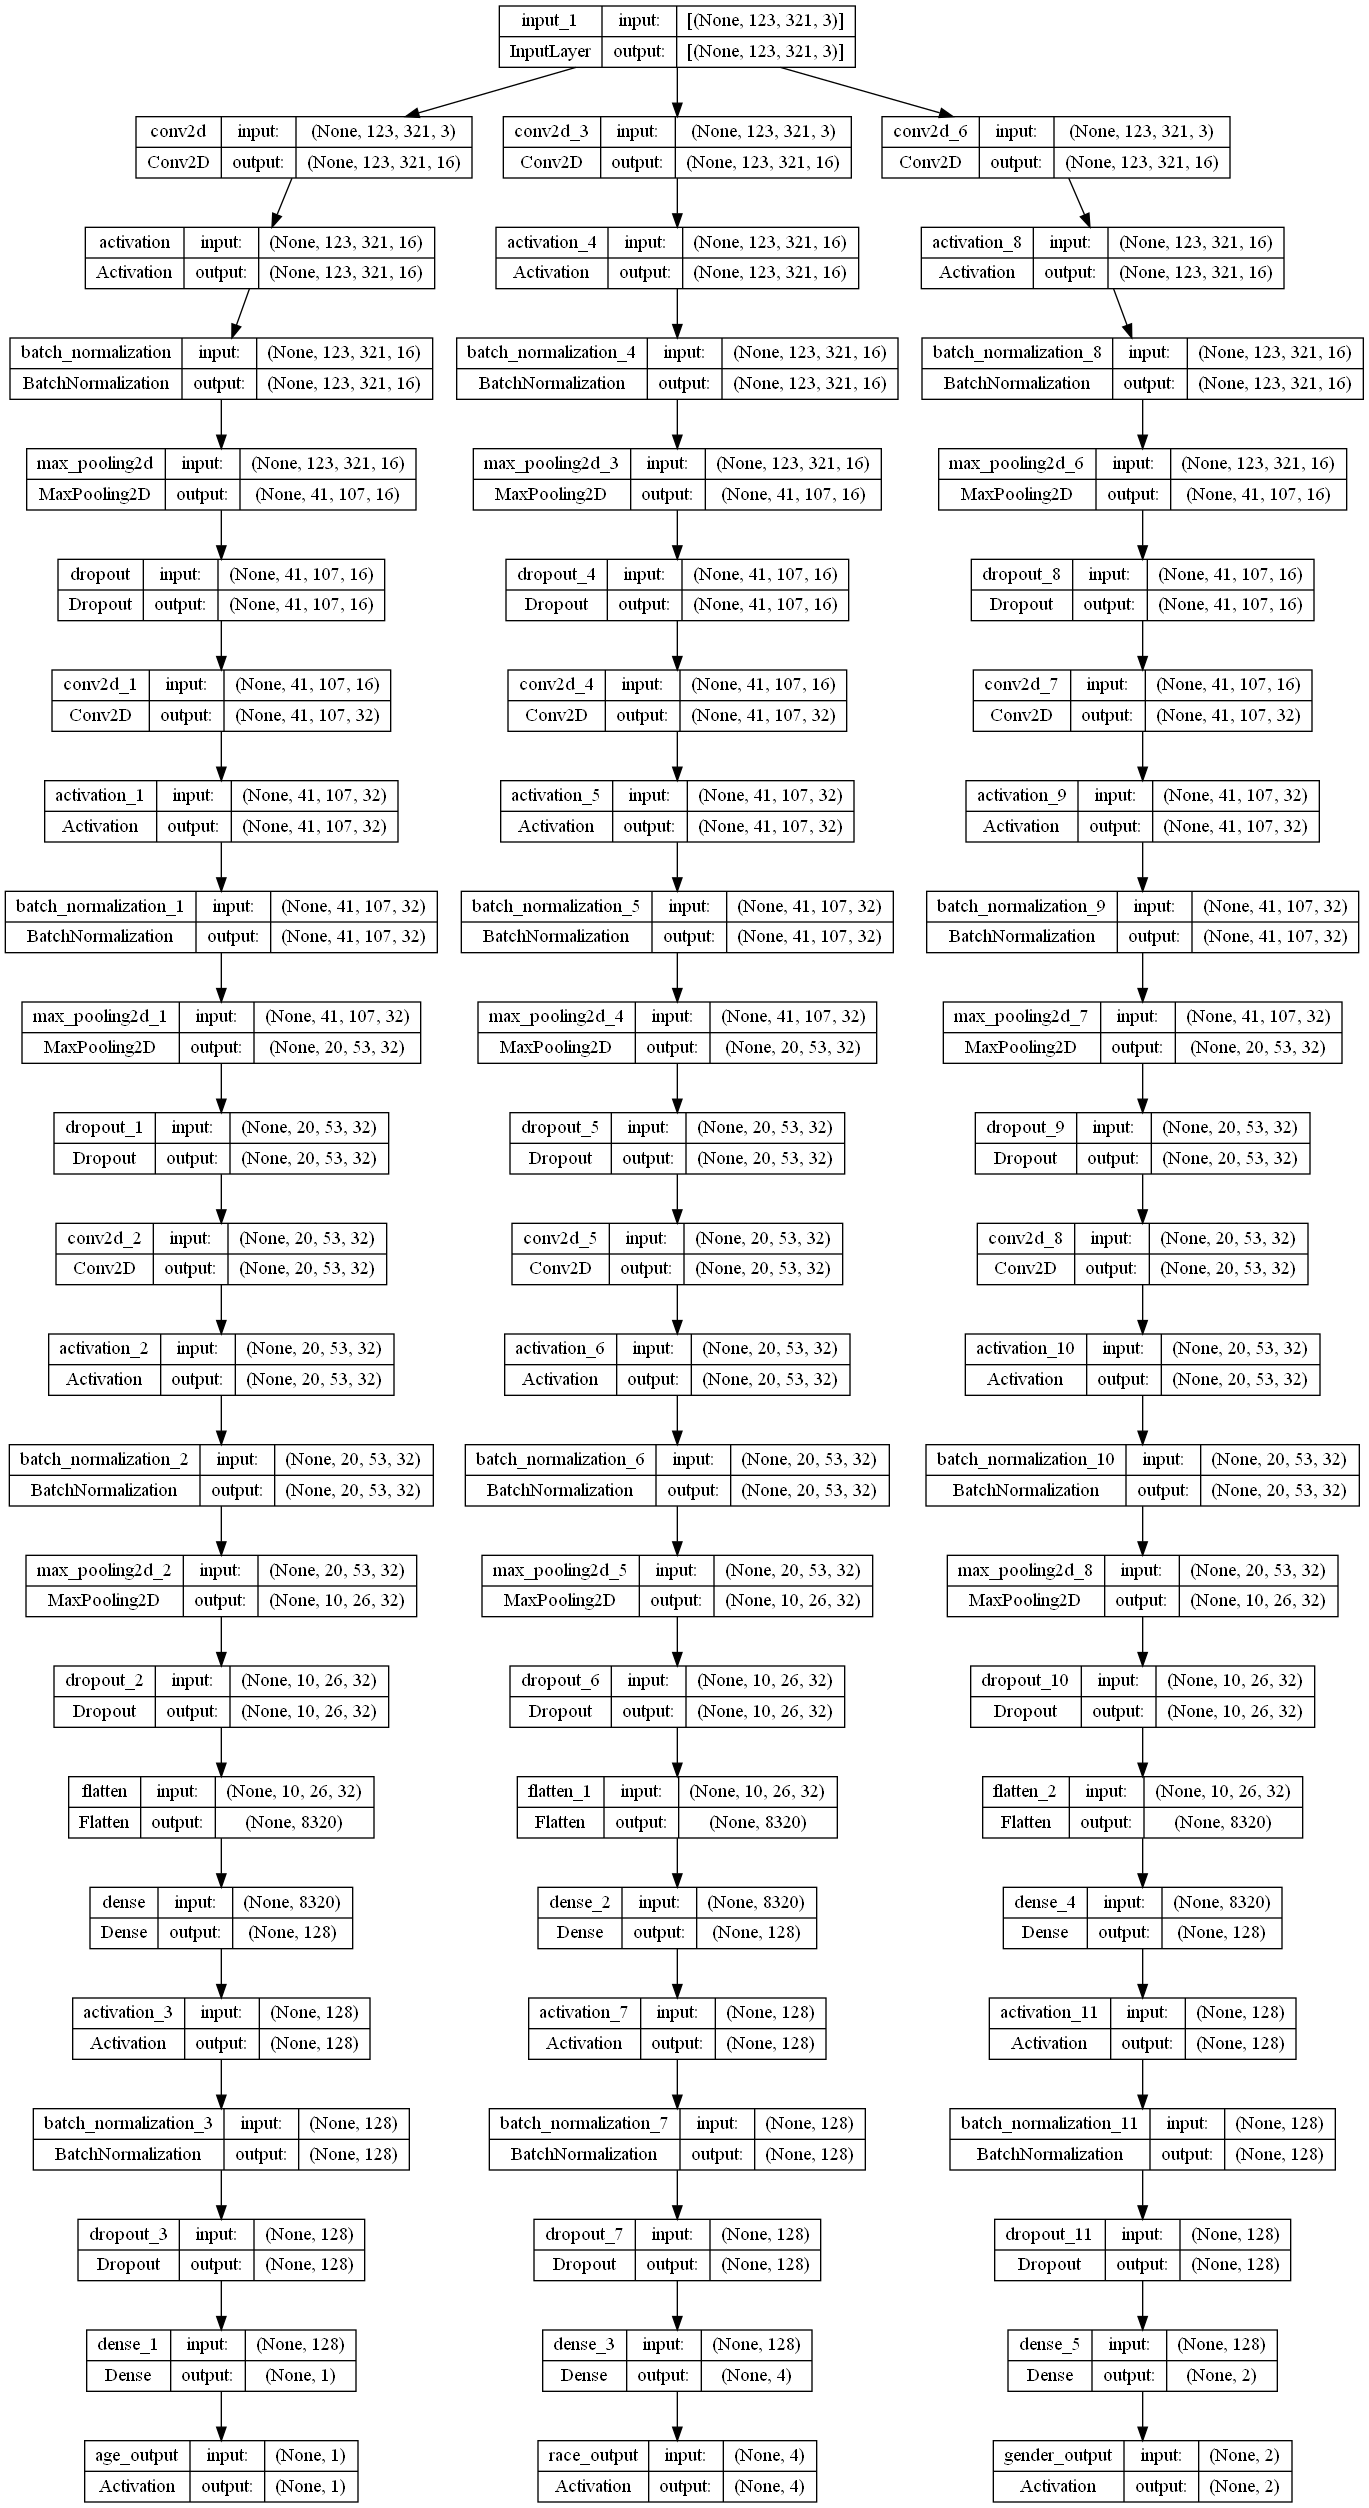 input_1 input: [(None, 123, 321, 3)]
InputLayer output: [(None, 123, 321, 3)]
conv2d input: (None, 123, 321, 3)
Conv2D output: (None, 123, 321, 16)
conv2d_3 input: (None, 123, 321, 3)
Conv2D output: (None, 123, 321, 16)
conv2d_6 input: (None, 123, 321, 3)
Conv2D output: (None, 123, 321, 16)
activation input: (None, 123, 321, 16)
Activation output: (None, 123, 321, 16)
activation_4 input: (None, 123, 321, 16)
Activation output: (None, 123, 321, 16)
activation_8 input: (None, 123, 321, 16)
Activation output: (None, 123, 321, 16)
batch_normalization input: (None, 123, 321, 16)
BatchNormalization output: (None, 123, 321, 16)
batch_normalization_4 input: (None, 123, 321, 16)
BatchNormalization output: (None, 123, 321, 16)
batch_normalization_8 input: (None, 123, 321, 16)
BatchNormalization output: (None, 123, 321, 16)
max_pooling2d input: (None, 123, 321, 16)
MaxPooling2D output: (None, 41, 107, 16)
max_pooling2d_3 input: (None, 123, 321, 16)
MaxPooling2D output: (None, 41, 107, 16)
max_pooling2d_6 input: (None, 123, 321, 16)
MaxPooling2D output: (None, 41, 107, 16)
dropout input: (None, 41, 107, 16)
Dropout output: (None, 41, 107, 16)
dropout_4 input: (None, 41, 107, 16)
Dropout output: (None, 41, 107, 16)
dropout_8 input: (None, 41, 107, 16)
Dropout output: (None, 41, 107, 16)
conv2d_1 input: (None, 41, 107, 16)
Conv2D output: (None, 41, 107, 32)
conv2d_4 input: (None, 41, 107, 16)
Conv2D output: (None, 41, 107, 32)
conv2d_7 input: (None, 41, 107, 16)
Conv2D output: (None, 41, 107, 32)
activation_1 input: (None, 41, 107, 32)
Activation output: (None, 41, 107, 32)
activation_5 input: (None, 41, 107, 32)
Activation output: (None, 41, 107, 32)
activation_9 input: (None, 41, 107, 32)
Activation output: (None, 41, 107, 32)
batch_normalization_1 input: (None, 41, 107, 32)
BatchNormalization output: (None, 41, 107, 32)
batch_normalization_5 input: (None, 41, 107, 32)
BatchNormalization output: (None, 41, 107, 32)
batch_normalization_9 input: (None, 41, 107, 32)
BatchNormalization output: (None, 41, 107, 32)
max_pooling2d_1 input: (None, 41, 107, 32)
MaxPooling2D output: (None, 20, 53, 32)
max_pooling2d_4 input: (None, 41, 107, 32)
MaxPooling2D output: (None, 20, 53, 32)
max_pooling2d_7 input: (None, 41, 107, 32)
MaxPooling2D output: (None, 20, 53, 32)
dropout_1 input: (None, 20, 53, 32)
Dropout output: (None, 20, 53, 32)
dropout_5 input: (None, 20, 53, 32)
Dropout output: (None, 20, 53, 32)
dropout_9 input: (None, 20, 53, 32)
Dropout output: (None, 20, 53, 32)
conv2d_2 input: (None, 20, 53, 32)
Conv2D output: (None, 20, 53, 32)
conv2d_5 input: (None, 20, 53, 32)
Conv2D output: (None, 20, 53, 32)
conv2d_8 input: (None, 20, 53, 32)
Conv2D output: (None, 20, 53, 32)
activation_2 input: (None, 20, 53, 32)
Activation output: (None, 20, 53, 32)
activation_6 input: (None, 20, 53, 32)
Activation output: (None, 20, 53, 32)
activation_10 input: (None, 20, 53, 32)
Activation output: (None, 20, 53, 32)
batch_normalization_2 input: (None, 20, 53, 32)
BatchNormalization output: (None, 20, 53, 32)
batch_normalization_6 input: (None, 20, 53, 32)
BatchNormalization output: (None, 20, 53, 32)
batch_normalization_10 input: (None, 20, 53, 32)
BatchNormalization output: (None, 20, 53, 32)
max_pooling2d_2 input: (None, 20, 53, 32)
MaxPooling2D output: (None, 10, 26, 32)
max_pooling2d_5 input: (None, 20, 53, 32)
MaxPooling2D output: (None, 10, 26, 32)
max_pooling2d_8 input: (None, 20, 53, 32)
MaxPooling2D output: (None, 10, 26, 32)
dropout_2 input: (None, 10, 26, 32)
Dropout output: (None, 10, 26, 32)
dropout_6 input: (None, 10, 26, 32)
Dropout output: (None, 10, 26, 32)
dropout_10 input: (None, 10, 26, 32)
Dropout output: (None, 10, 26, 32)
flatten input: (None, 10, 26, 32)
Flatten output: (None, 8320)
flatten_1 input: (None, 10, 26, 32)
Flatten output: (None, 8320)
flatten_2 input: (None, 10, 26, 32)
Flatten output: (None, 8320)
dense input: (None, 8320)
Dense output: (None, 128)
dense_2 input: (None, 8320)
Dense output: (None, 128)
dense_4 input: (None, 8320)
Dense output: (None, 128)
activation_3 input: (None, 128)
Activation output: (None, 128)
activation_7 input: (None, 128)
Activation output: (None, 128)
activation_11 input: (None, 128)
Activation output: (None, 128)
batch_normalization_3 input: (None, 128)
BatchNormalization output: (None, 128)
batch_normalization_7 input: (None, 128)
BatchNormalization output: (None, 128)
batch_normalization_11 input: (None, 128)
BatchNormalization output: (None, 128)
dropout_3 input: (None, 128)
Dropout output: (None, 128)
dropout_7 input: (None, 128)
Dropout output: (None, 128)
dropout_11 input: (None, 128)
Dropout output: (None, 128)
dense_1 input: (None, 128)
Dense output: (None, 1)
dense_3 input: (None, 128)
Dense output: (None, 4)
dense_5 input: (None, 128)
Dense output: (None, 2)
age_output input: (None, 1)
Activation output: (None, 1)
race_output input: (None, 4)
Activation output: (None, 4)
gender_output input: (None, 2)
Activation output: (None, 2)